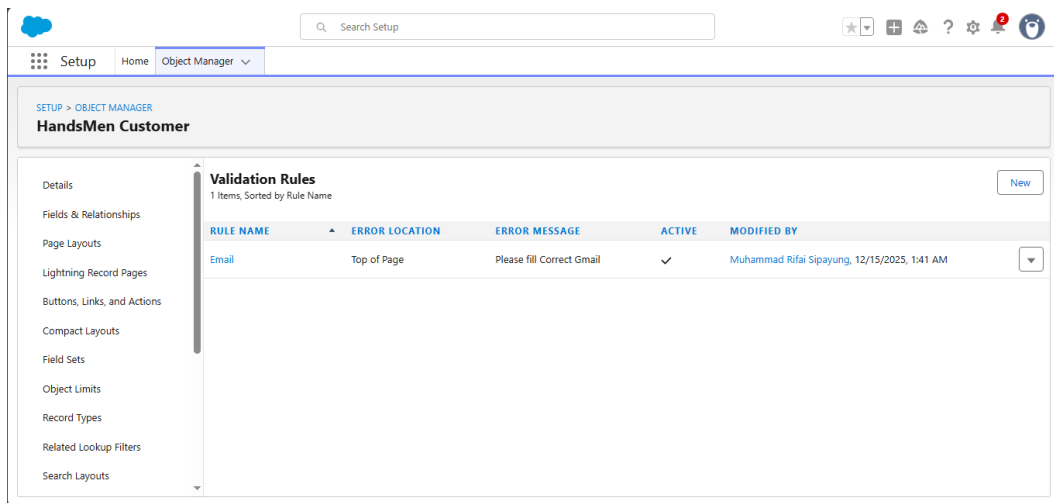 Search Setup
2
Setup
Home
Object Manager
SETUP > OBJECT MANAGER
HandsMen Customer
Details
Fields & Relationships
Page Layouts
Lightning Record Pages
Buttons, Links, and Actions
Compact Layouts
Field Sets
Object Limits
Record Types
Related Lookup Filters
Search Layouts
Validation Rules
1 Items, Sorted by Rule Name
New
RULE NAME ERROR LOCATION ERROR MESSAGE ACTIVE MODIFIED BY
Email Top of Page Please fill Correct Gmail Muhammad Rifai Sipayung, 12/15/2025, 1:41 AM